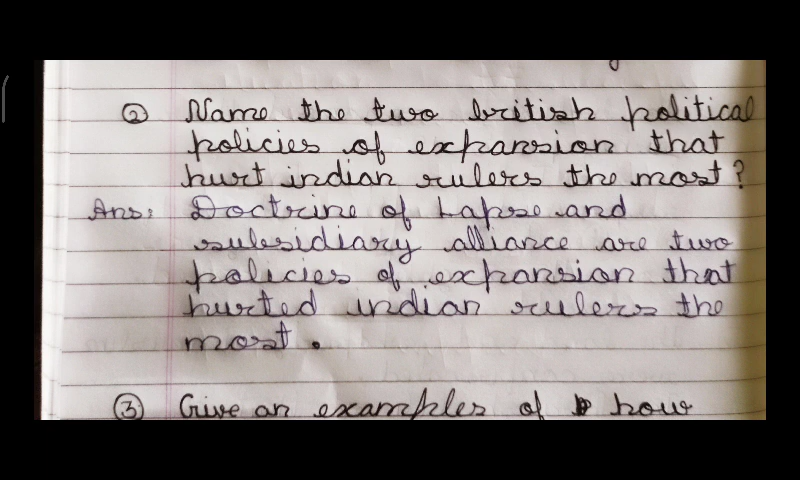 ② Name the two british political
policies of expansion that
hurt indian rulers the most?
Ans: Doctrine of Lapse and
subsidiary alliance are two
policies of expansion that
hurted indian rulers the
most.
③ Give an examples of how